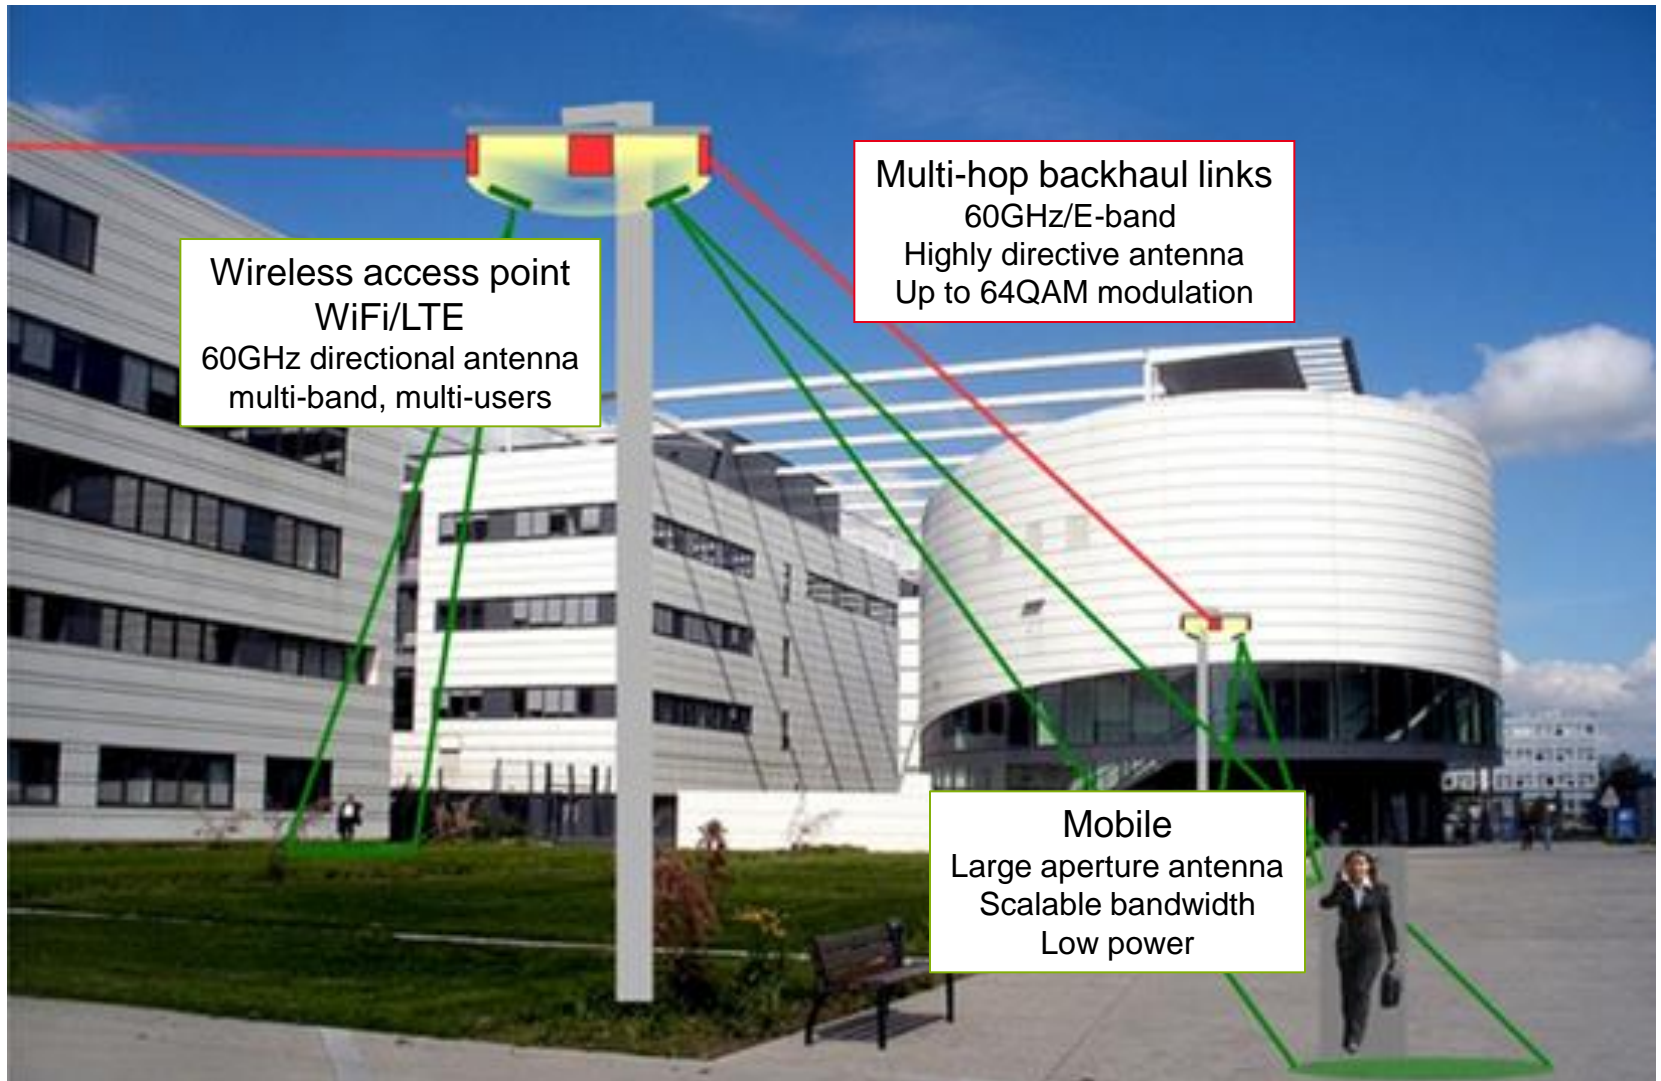 Multi-hop backhaul links
60GHz/E-band
Highly directive antenna
Up to 64QAM modulation
Wireless access point
WiFi/LTE
60GHz directional antenna
multi-band, multi-users
Mobile
Large aperture antenna
Scalable bandwidth
Low power